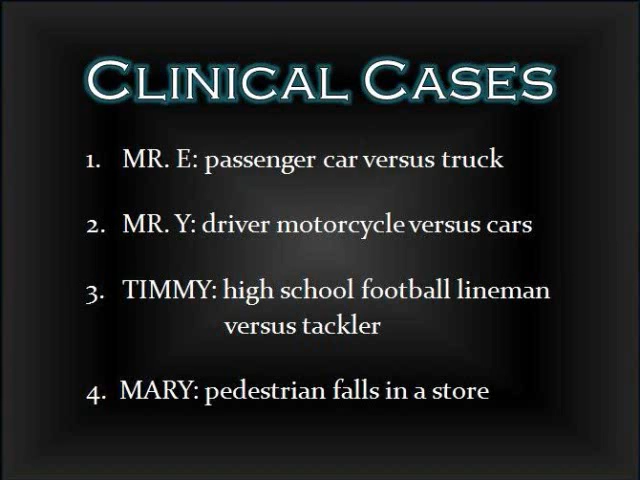 CLINICAL CASES
1. MR. E: passenger car versus truck
2. MR. Y: driver motorcycle versus cars
3. TIMMY: high school football lineman
versus tackler
4. MARY: pedestrian falls in a store